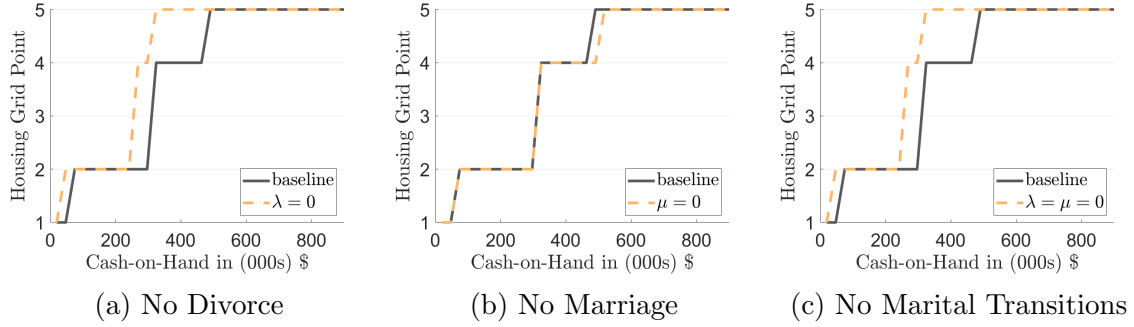 5
4
3
2
1
Housing Grid Point
baseline
λ = 0
0 200 400 600 800
Cash-on-Hand in (000s) $
(a) No Divorce
5
4
3
2
1
Housing Grid Point
baseline
μ = 0
0 200 400 600 800
Cash-on-Hand in (000s) $
(b) No Marriage
5
4
3
2
1
Housing Grid Point
baseline
λ = μ = 0
0 200 400 600 800
Cash-on-Hand in (000s) $
(c) No Marital Transitions